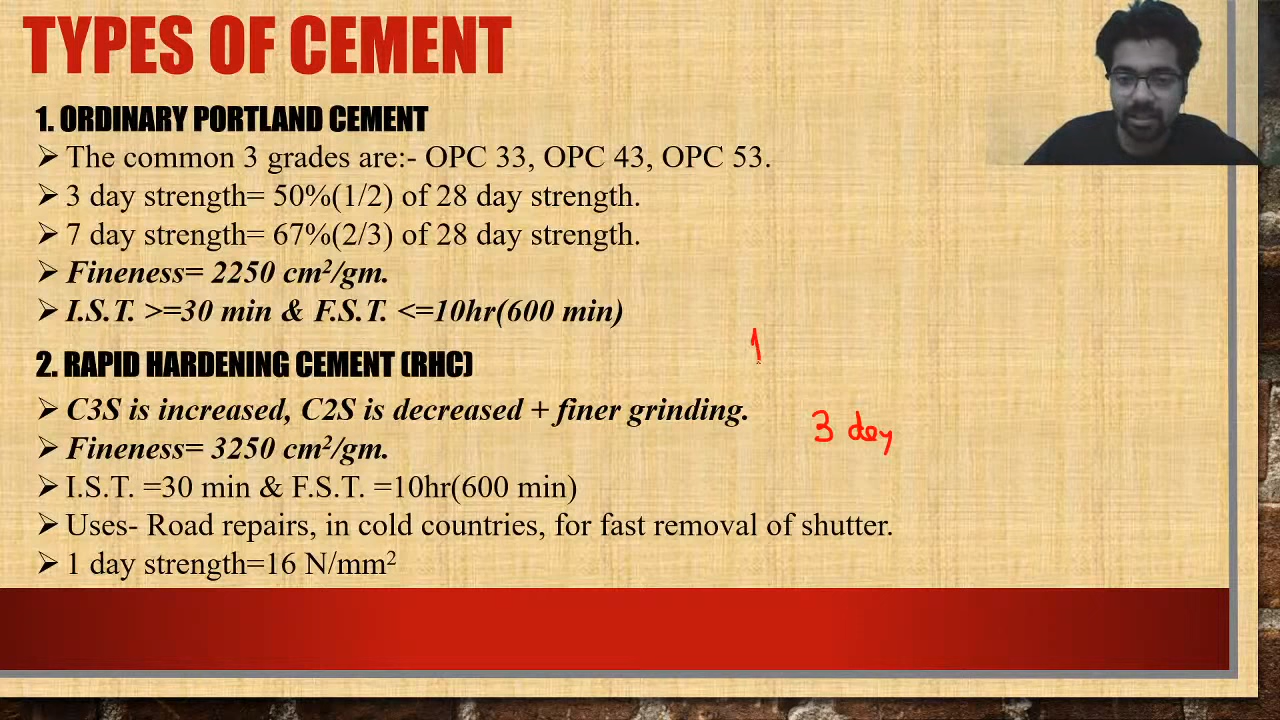 TYPES OF CEMENT
1. ORDINARY PORTLAND CEMENT
➢ The common 3 grades are:- OPC 33, OPC 43, OPC 53.
➢ 3 day strength= 50%(1/2) of 28 day strength.
➢ 7 day strength= 67%(2/3) of 28 day strength.
➢ Fineness= 2250 cm²/gm.
➢ I.S.T. >=30 min & F.S.T. <=10hr(600 min)
1
2. RAPID HARDENING CEMENT (RHC)
➢ C3S is increased, C2S is decreased + finer grinding.
3 day
➢ Fineness= 3250 cm²/gm.
➢ I.S.T. =30 min & F.S.T. =10hr(600 min)
➢ Uses- Road repairs, in cold countries, for fast removal of shutter.
➢ 1 day strength=16 N/mm²